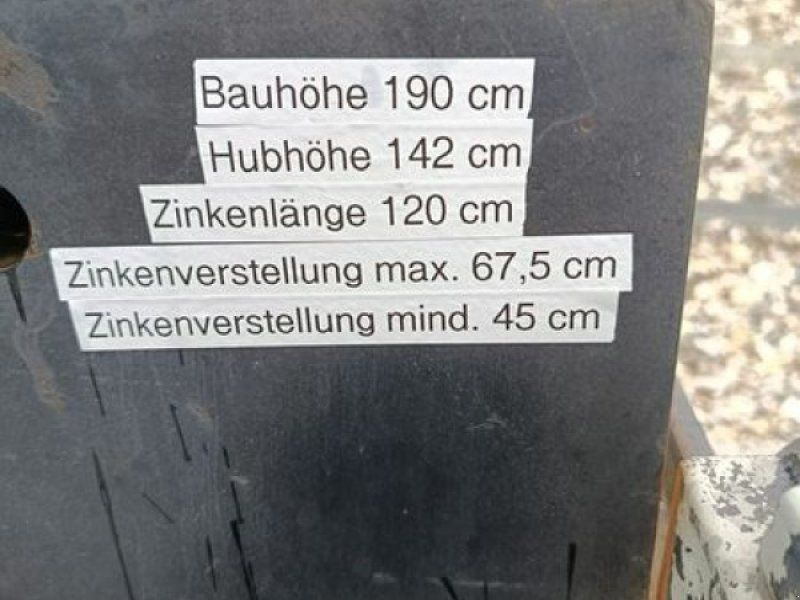 Bauhöhe 190 cm
Hubhöhe 142 cm
Zinkenlänge 120 cm
Zinkenverstellung max. 67,5 cm
Zinkenverstellung mind. 45 cm